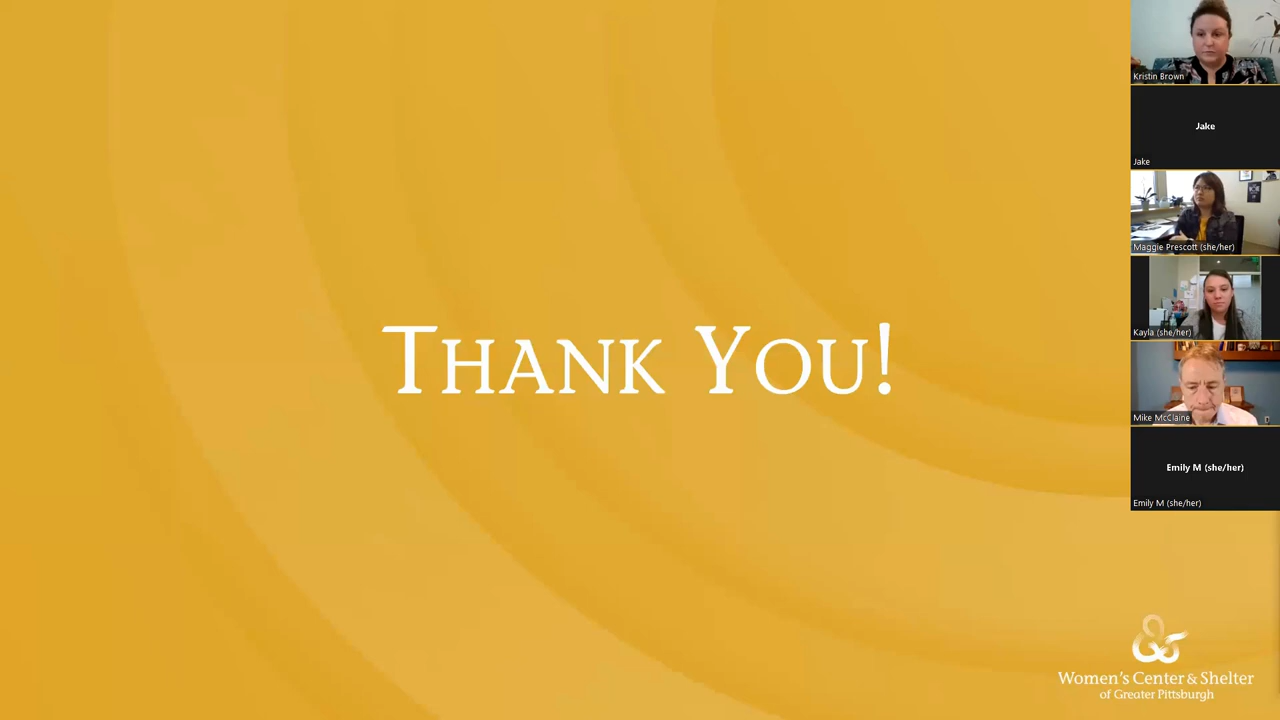 THANK YOU!
Kristin Brown
Jake
Jake
Maggie Prescott (she/her)
Kayla (she/her)
Mike McClaine
Emily M (she/her)
Emily M (she/her)
Women's Center & Shelter
of Greater Pittsburgh